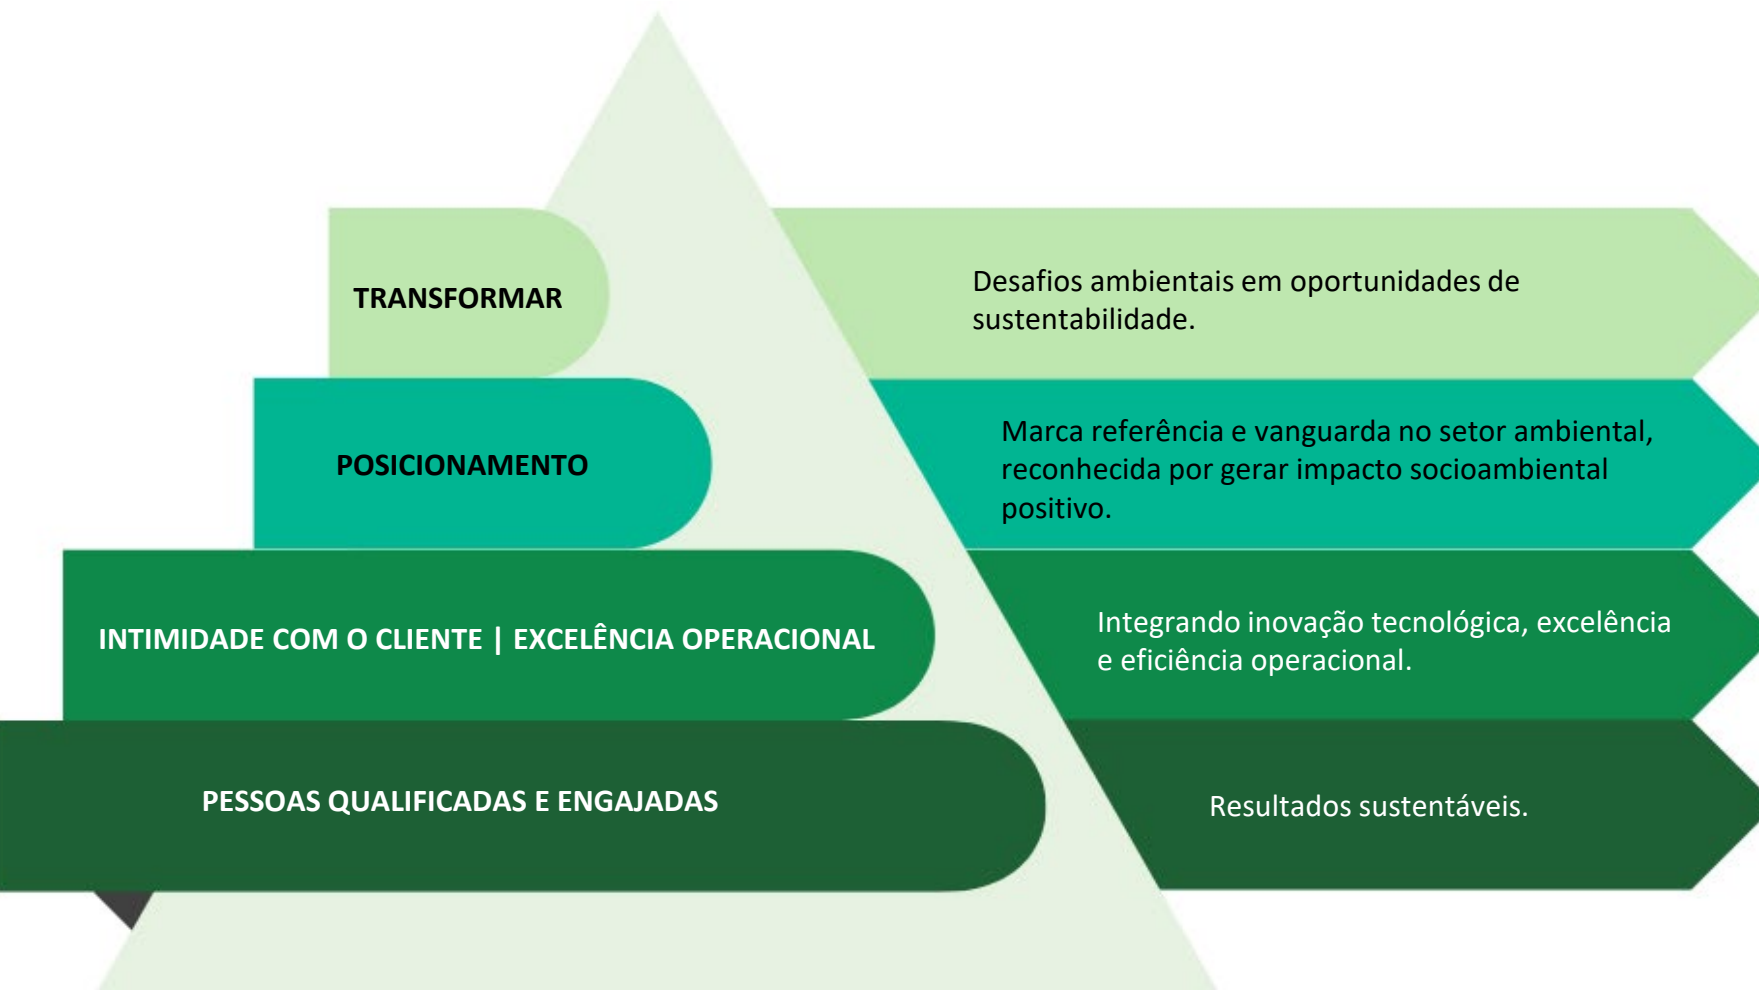 TRANSFORMAR
Desafios ambientais em oportunidades de
sustentabilidade.
POSICIONAMENTO
Marca referência e vanguarda no setor ambiental,
reconhecida por gerar impacto socioambiental
positivo.
INTIMIDADE COM O CLIENTE | EXCELÊNCIA OPERACIONAL
Integrando inovação tecnológica, excelência
e eficiência operacional.
PESSOAS QUALIFICADAS E ENGAJADAS
Resultados sustentáveis.